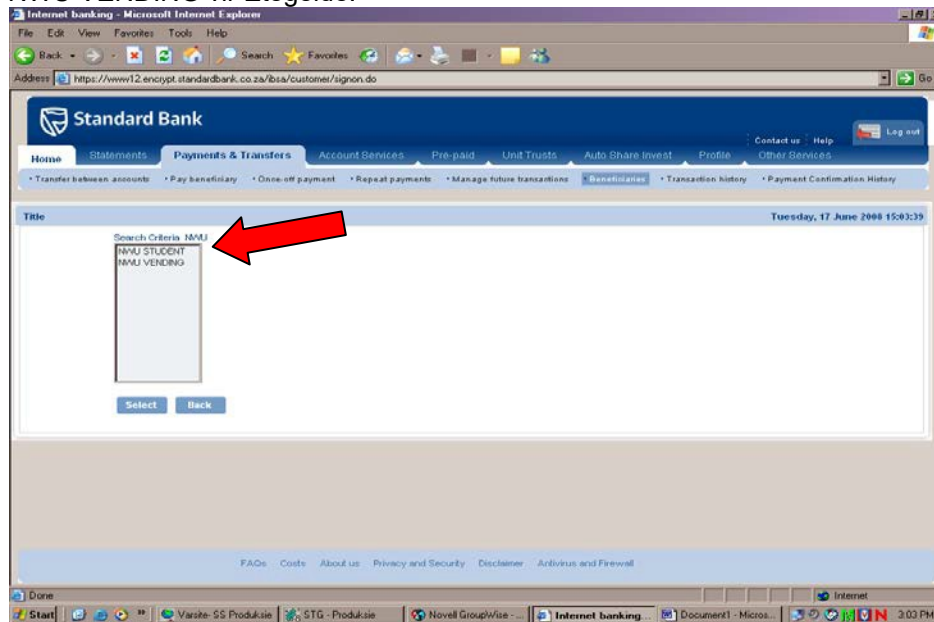 Internet banking - Microsoft Internet Explorer
File Edit View Favorites Tools Help
Back Search Favorites
Address https://www12.encrypt.standardbank.co.za/ibsa/customer/signon.do Go
Standard Bank
Contact us Help Log out
Home Statements Payments & Transfers Account Services Pre-paid Unit Trusts Auto Share Invest Profile Other Services
Transfer between accounts Pay beneficiary Once-off payment Repeat payments Manage future transactions Beneficiaries Transaction history Payment Confirmation History
Title Tuesday, 17 June 2008 15:03:39
Search Criteria NWU
NWU STUDENT
NWU VENDING
Select Back
FAQs Costs About us Privacy and Security Disclaimer Antivirus and Firewall
Done Internet
Start Varsite- SS Produksie STG - Produksie Novell GroupWise - ... Internet banking... Document1 - Micros... 3:03 PM